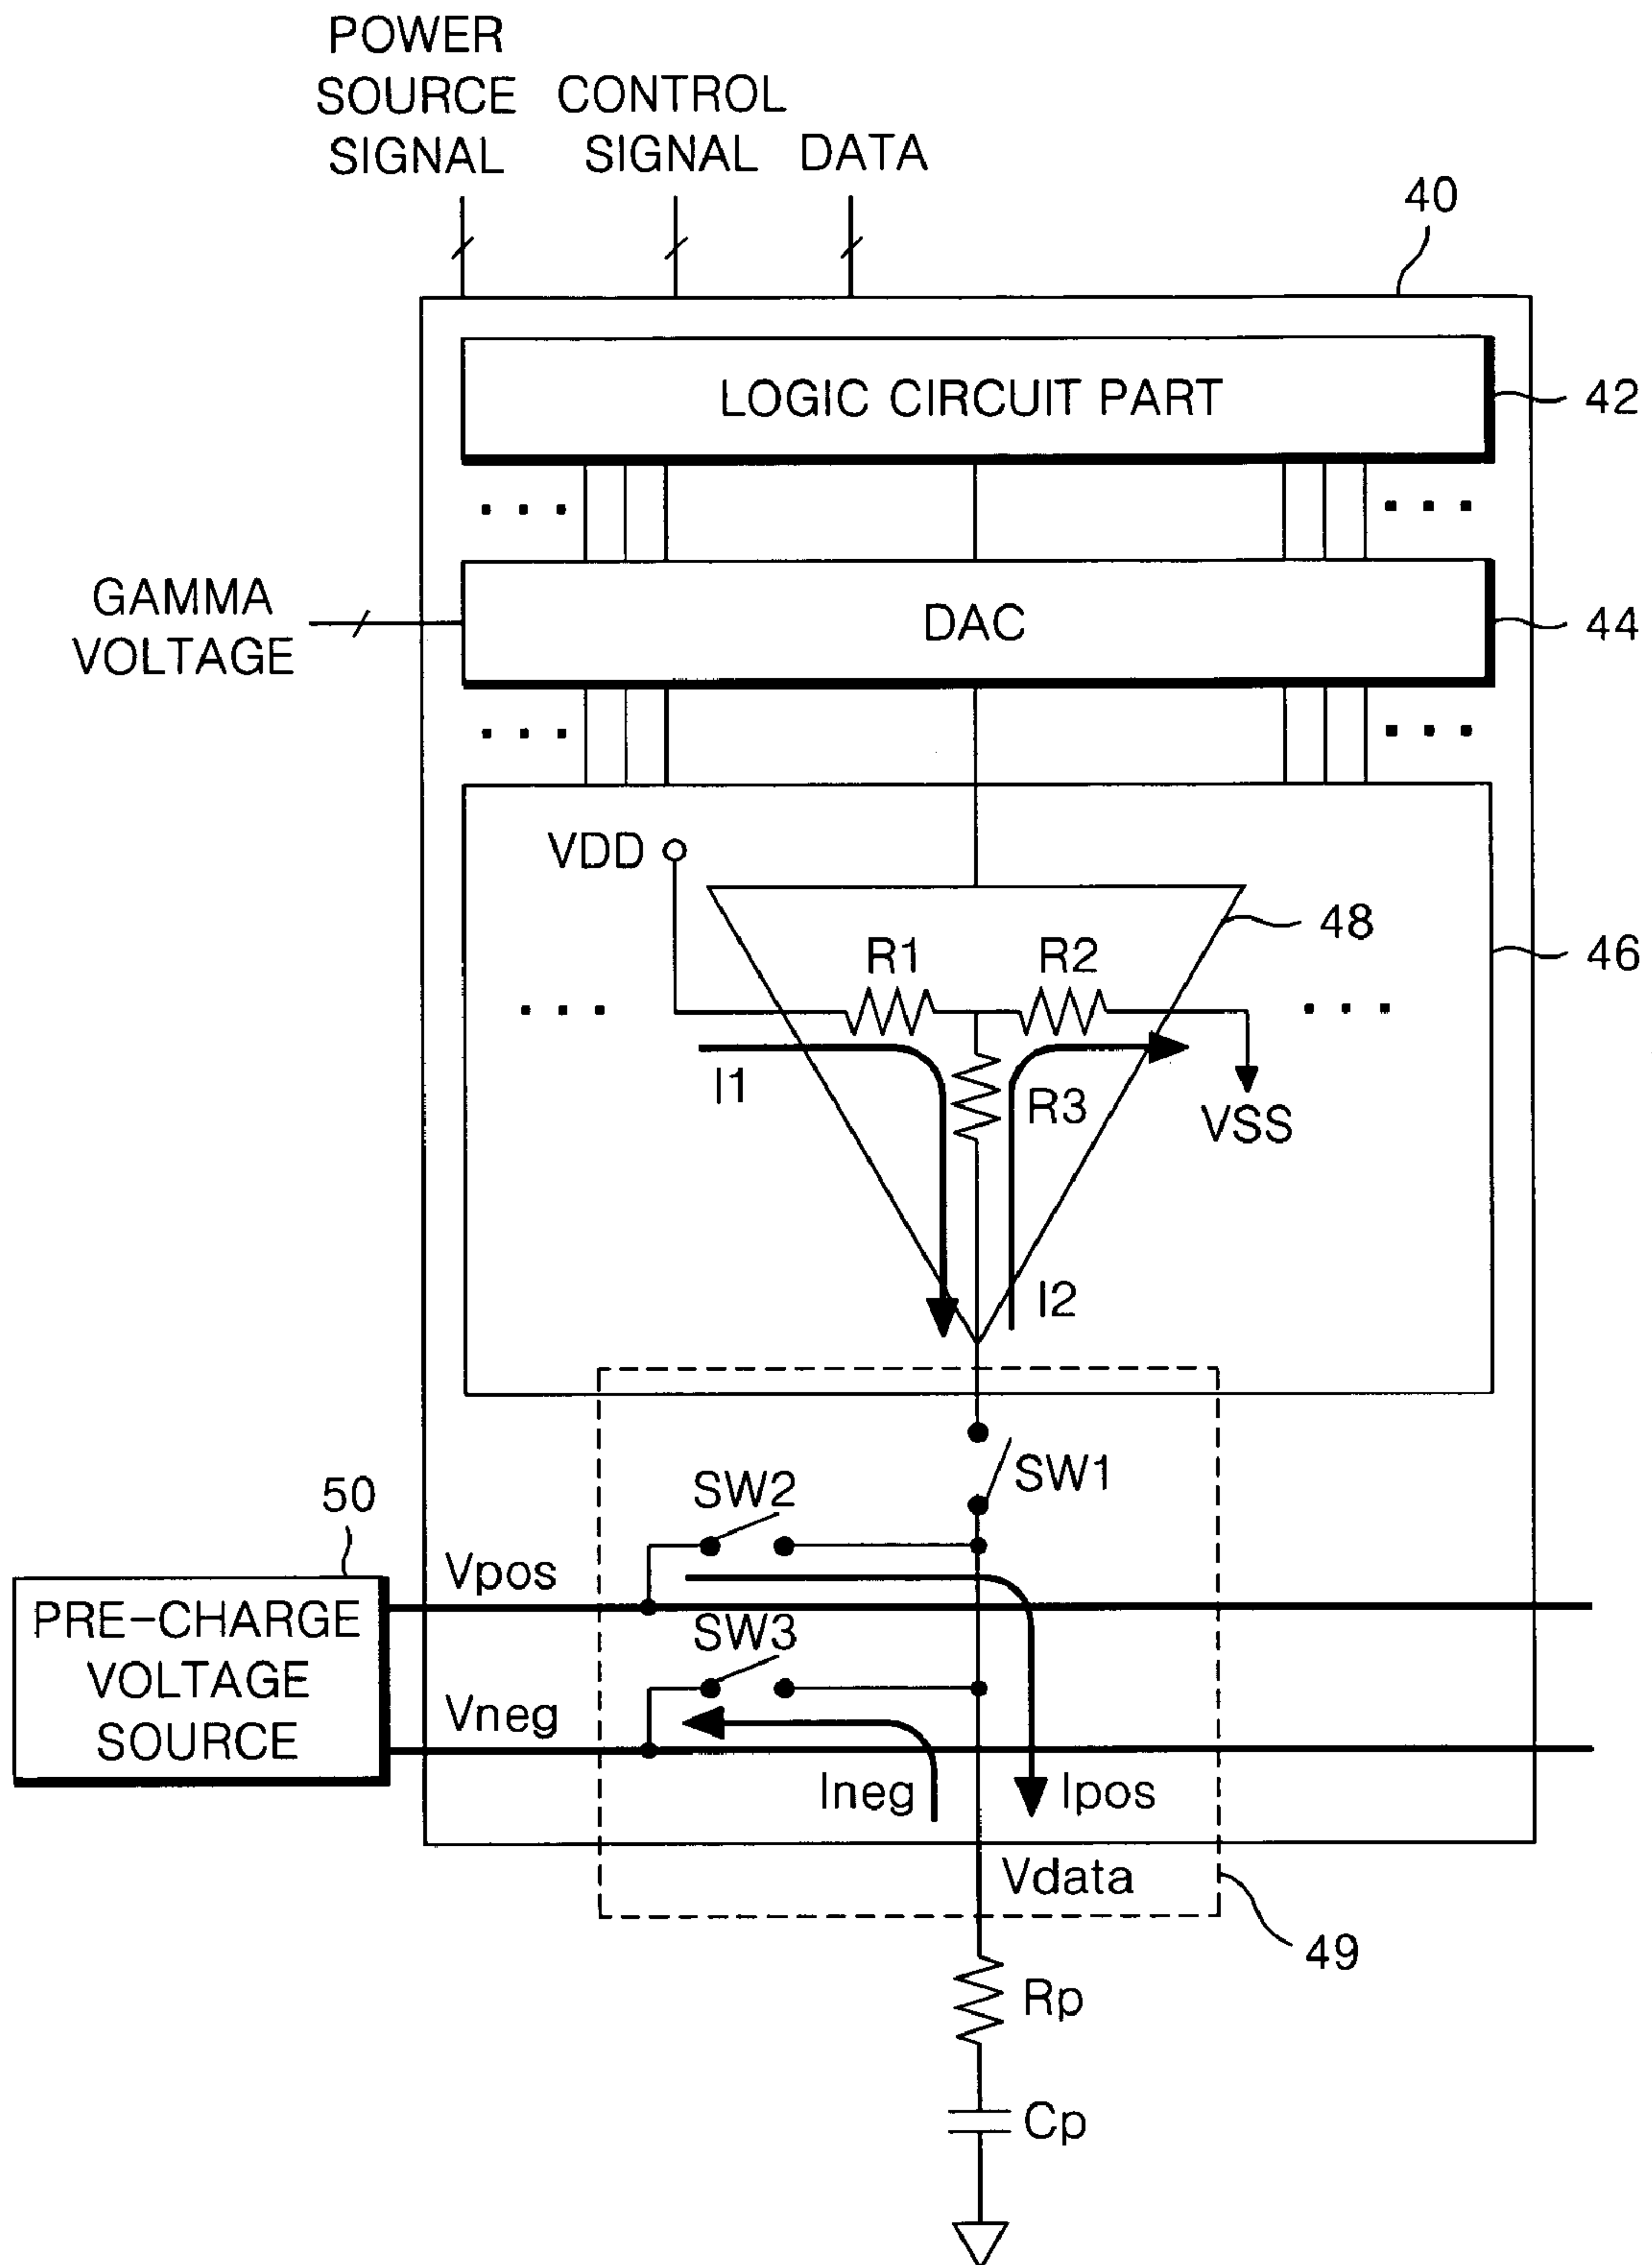 POWER
SOURCE
SIGNAL
CONTROL
SIGNAL
DATA
40
LOGIC CIRCUIT PART
42
GAMMA
VOLTAGE
DAC
44
VDD
48
46
R1
R2
I1
R3
VSS
I2
SW1
SW2
50
Vpos
PRE-CHARGE
VOLTAGE
SOURCE
SW3
Vneg
Ineg
Ipos
Vdata
49
Rp
Cp